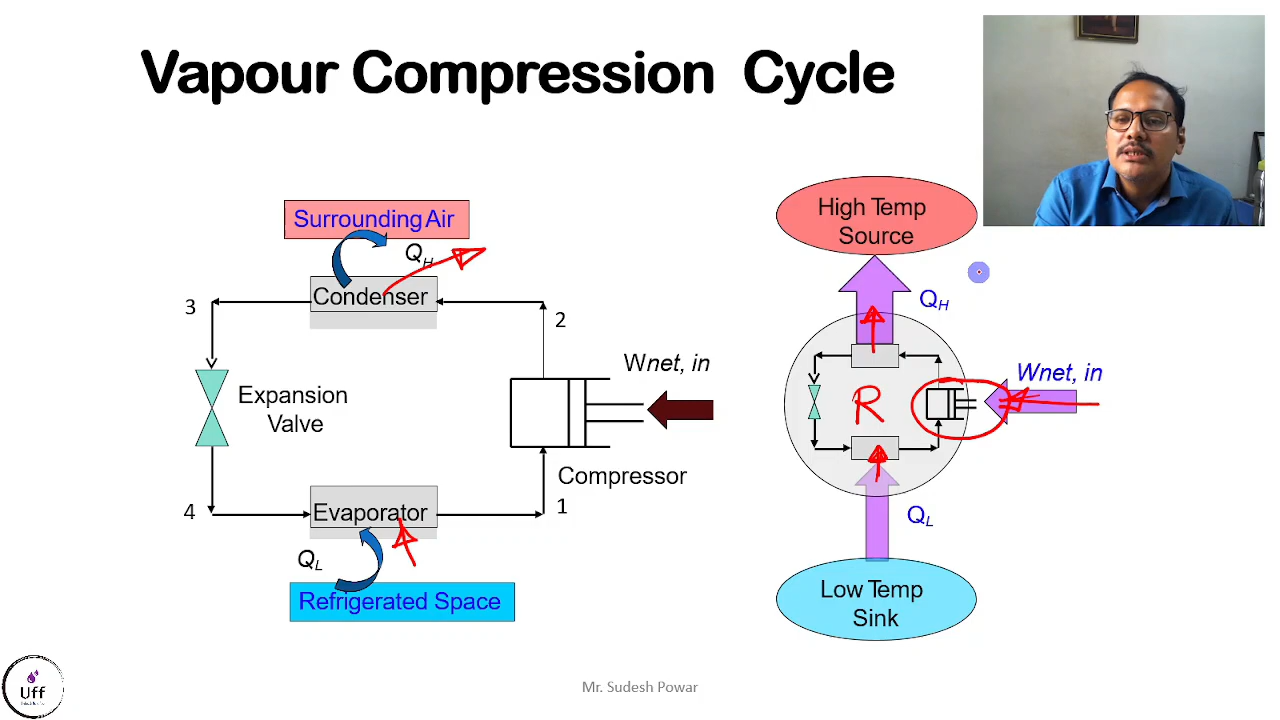 Vapour Compression Cycle
Surrounding Air
QH
Condenser
3
2
Expansion
Valve
Wnet, in
Compressor
4
Evaporator
1
QL
Refrigerated Space
High Temp
Source
QH
R
Wnet, in
QL
Low Temp
Sink
Uff
Mr. Sudesh Powar